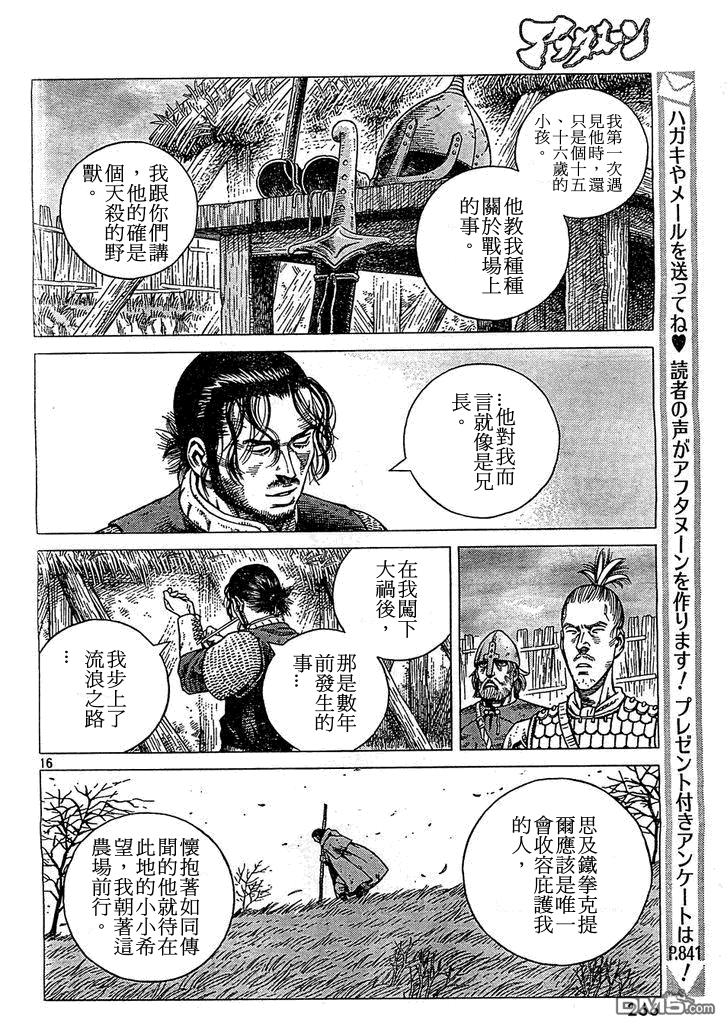 アフタヌーン
我第一次遇
見他時，還
只是個十五
、十六歲的
小孩。
他教我種種
關於戰場上
的事。
我跟你們講
，他的確是
個天殺的野
獸。
…他對我而
言就像是兄
長。
在我闖下
大禍後，
那是數年
前發生的
事…
我步上了
流浪之路
…
16
思及鐵拳克提
爾應該是唯一
會收容庇護我
的人，
懷抱著如同傳
聞的他就待在
此地的小小希
望，我朝著這
農場前行。
ハガキやメールを送ってね♥ 読者の声がアフタヌーンを作ります! プレゼント付きアンケートはP.841!
233
DM5.com